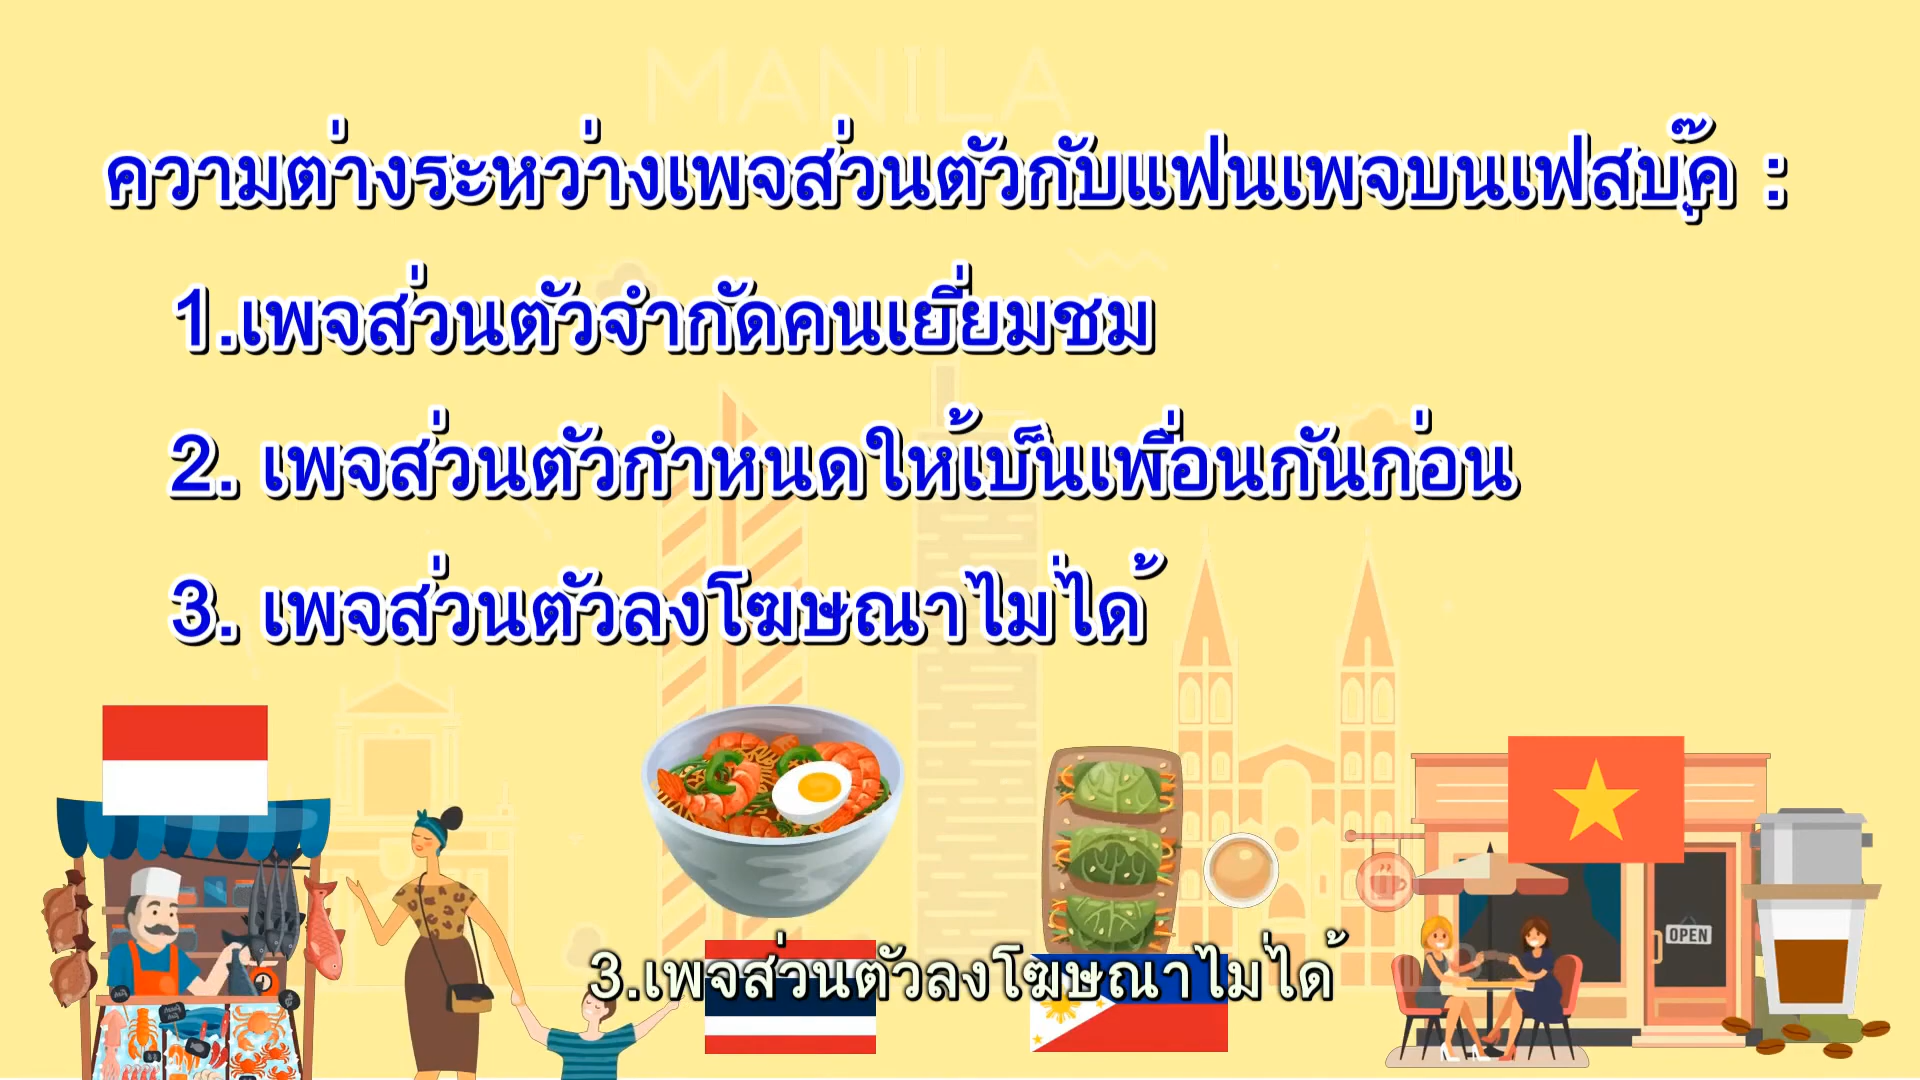 MANILA
ความต่างระหว่างเพจส่วนตัวกับแฟนเพจบนเฟสบุ๊ค :
1.เพจส่วนตัวจำกัดคนเยี่ยมชม
2. เพจส่วนตัวกำหนดให้เป็นเพื่อนกันก่อน
3. เพจส่วนตัวลงโฆษณาไม่ได้
OPEN
3.เพจส่วนตัวลงโฆษณาไม่ได้